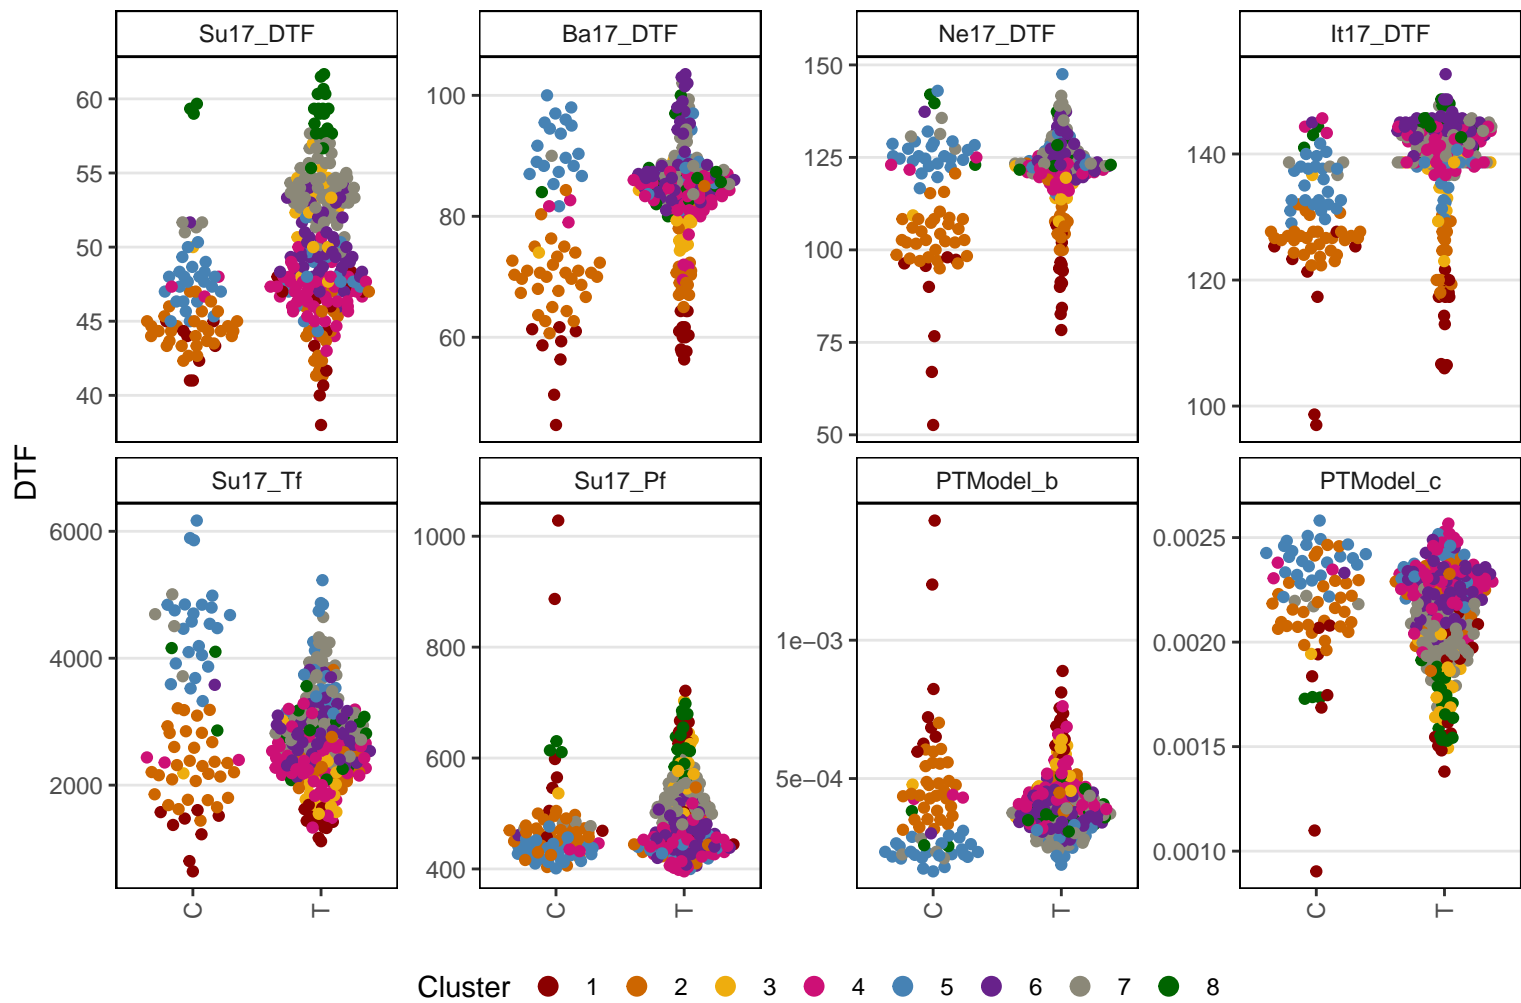 Su17_DTF
Ba17_DTF
Ne17_DTF
It17_DTF
60
55
50
45
40
100
80
60
150
125
100
75
50
140
120
100
DTF
Su17_Tf
Su17_Pf
PTModel_b
PTModel_c
6000
4000
2000
1000
800
600
400
1e−03
5e−04
0.0025
0.0020
0.0015
0.0010
C T C T C T C T
Cluster 1 2 3 4 5 6 7 8